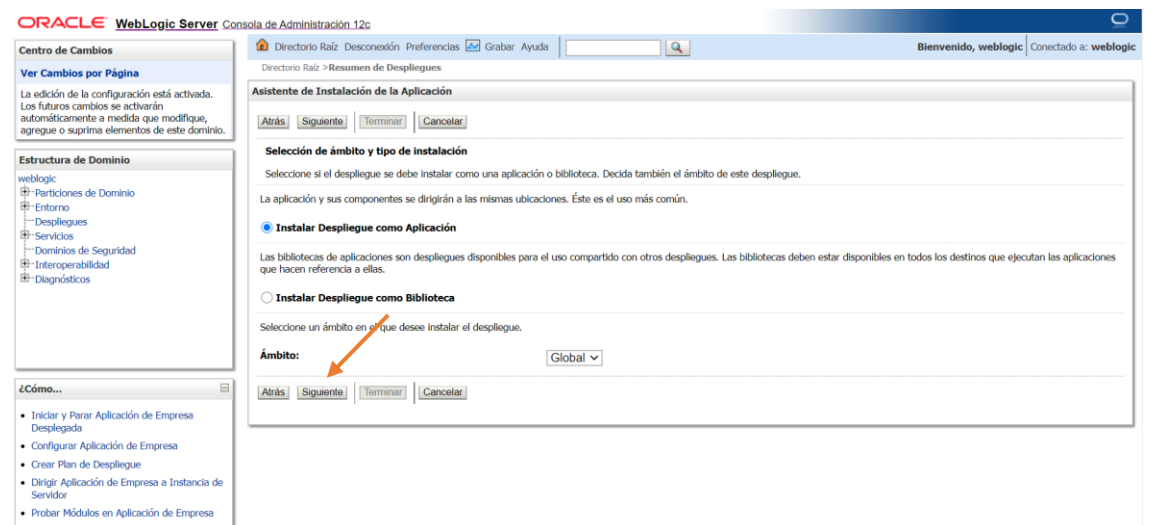 ORACLE WebLogic Server Consola de Administración 12c
Centro de Cambios
Ver Cambios por Página
La edición de la configuración está activada.
Los futuros cambios se activarán
automáticamente a medida que modifique,
agregue o suprima elementos de este dominio.
Estructura de Dominio
weblogic
Particiones de Dominio
Entorno
Despliegues
Servicios
Dominios de Seguridad
Interoperabilidad
Diagnósticos
¿Cómo...
Iniciar y Parar Aplicación de Empresa
Desplegada
Configurar Aplicación de Empresa
Crear Plan de Despliegue
Dirigir Aplicación de Empresa a Instancia de
Servidor
Probar Módulos en Aplicación de Empresa
Directorio Raíz Desconexión Preferencias Grabar Ayuda
Bienvenido, weblogic Conectado a: weblogic
Directorio Raíz >Resumen de Despliegues
Asistente de Instalación de la Aplicación
Atrás Siguiente Terminar Cancelar
Selección de ámbito y tipo de instalación
Seleccione si el despliegue se debe instalar como una aplicación o biblioteca. Decida también el ámbito de este despliegue.
La aplicación y sus componentes se dirigirán a las mismas ubicaciones. Éste es el uso más común.
Instalar Despliegue como Aplicación
Las bibliotecas de aplicaciones son despliegues disponibles para el uso compartido con otros despliegues. Las bibliotecas deben estar disponibles en todos los destinos que ejecutan las aplicaciones
que hacen referencia a ellas.
Instalar Despliegue como Biblioteca
Seleccione un ámbito en el que desee instalar el despliegue.
Ámbito: Global
Atrás Siguiente Terminar Cancelar